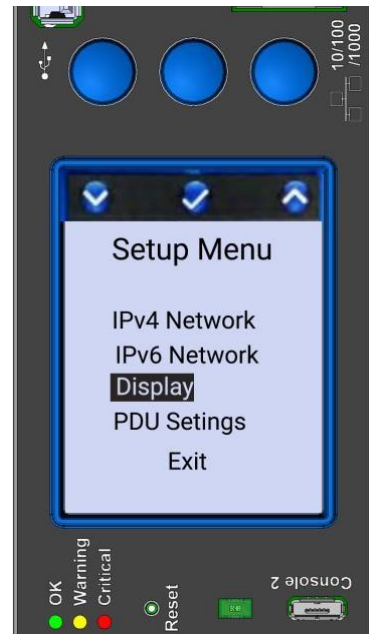 10/100
/1000
Setup Menu
IPv4 Network
IPv6 Network
Display
PDU Setings
Exit
OK
Warning
Critical
Reset
Console 2